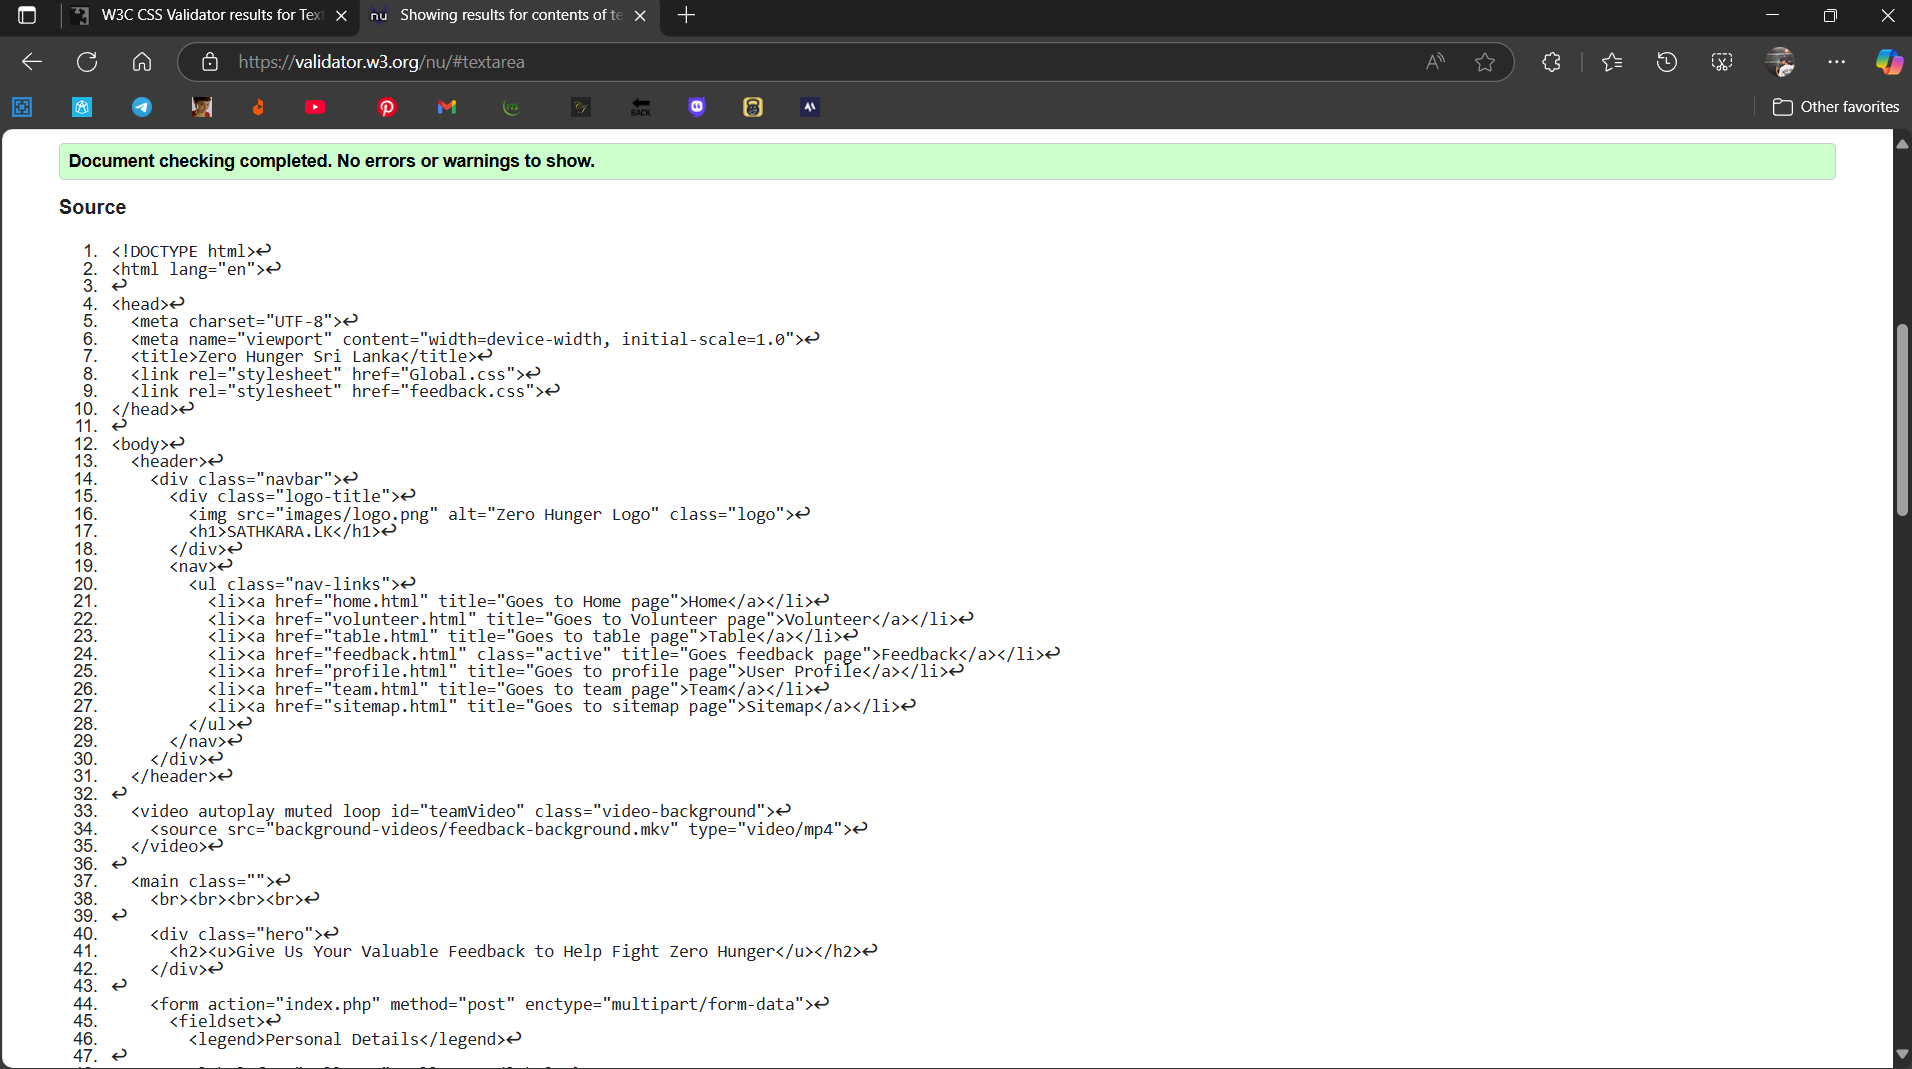 W3C CSS Validator results for Text
nu Showing results for contents of te
https://validator.w3.org/nu/#textarea
YTS
BACK
Other favorites
Document checking completed. No errors or warnings to show.
Source
1. <!DOCTYPE html>↩
2. <html lang="en">↩
3. ↩
4. <head>↩
5. <meta charset="UTF-8">↩
6. <meta name="viewport" content="width=device-width, initial-scale=1.0">↩
7. <title>Zero Hunger Sri Lanka</title>↩
8. <link rel="stylesheet" href="Global.css">↩
9. <link rel="stylesheet" href="feedback.css">↩
10. </head>↩
11. ↩
12. <body>↩
13. <header>↩
14. <div class="navbar">↩
15. <div class="logo-title">↩
16. <img src="images/logo.png" alt="Zero Hunger Logo" class="logo">↩
17. <h1>SATHKARA.LK</h1>↩
18. </div>↩
19. <nav>↩
20. <ul class="nav-links">↩
21. <li><a href="home.html" title="Goes to Home page">Home</a></li>↩
22. <li><a href="volunteer.html" title="Goes to Volunteer page">Volunteer</a></li>↩
23. <li><a href="table.html" title="Goes to table page">Table</a></li>↩
24. <li><a href="feedback.html" class="active" title="Goes feedback page">Feedback</a></li>↩
25. <li><a href="profile.html" title="Goes to profile page">User Profile</a></li>↩
26. <li><a href="team.html" title="Goes to team page">Team</a></li>↩
27. <li><a href="sitemap.html" title="Goes to sitemap page">Sitemap</a></li>↩
28. </ul>↩
29. </nav>↩
30. </div>↩
31. </header>↩
32. ↩
33. <video autoplay muted loop id="teamVideo" class="video-background">↩
34. <source src="background-videos/feedback-background.mkv" type="video/mp4">↩
35. </video>↩
36. ↩
37. <main class="">↩
38. <br><br><br><br>↩
39. ↩
40. <div class="hero">↩
41. <h2><u>Give Us Your Valuable Feedback to Help Fight Zero Hunger</u></h2>↩
42. </div>↩
43. ↩
44. <form action="index.php" method="post" enctype="multipart/form-data">↩
45. <fieldset>↩
46. <legend>Personal Details</legend>↩
47. ↩